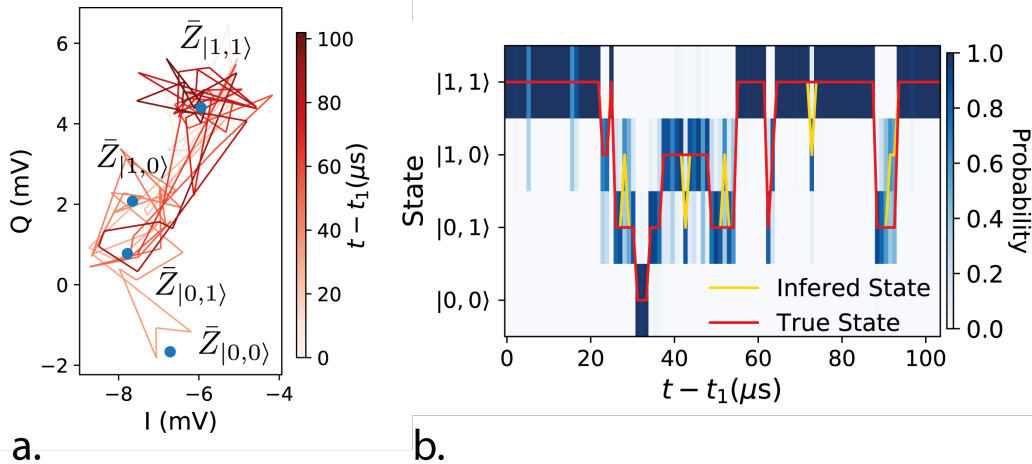 6
4
2
0
−2
Q (mV)
−8
−6
−4
I (mV)
Z̄|1,1⟩
Z̄|1,0⟩
Z̄|0,1⟩
Z̄|0,0⟩
100
80
60
40
20
0
t − t₁(μs)
a.
b.
State
|1, 1⟩
|1, 0⟩
|0, 1⟩
|0, 0⟩
0
20
40
60
80
100
t − t₁(μs)
Infered State
True State
1.0
0.8
0.6
0.4
0.2
0.0
Probability